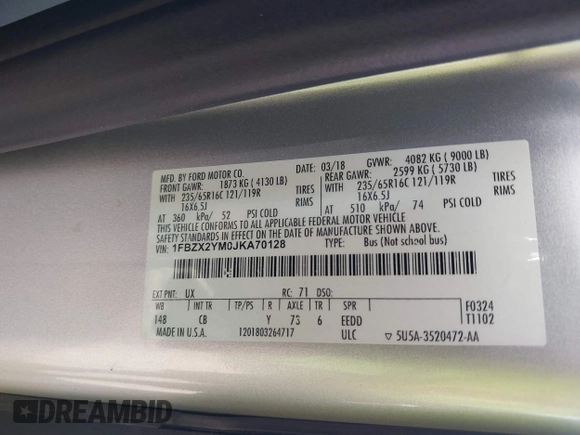 MFD. BY FORD MOTOR CO.
03/18 GVWR: 4082 KG ( 9000 LB)
FRONT GAWR: 1873 KG ( 4130 LB)
REAR GAWR: 2599 KG ( 5730 LB)
WITH 235/65R16C 121/119R TIRES
WITH 235/65R16C 121/119R TIRES
16X6.5J RIMS
16X6.5J RIMS
AT 360 kPa/ 52 PSI COLD
AT 510 kPa/ 74 PSI COLD
THIS VEHICLE CONFORMS TO ALL APPLICABLE FEDERAL MOTOR VEHICLE
SAFETY STANDARDS IN EFFECT ON THE DATE OF MANUFACTURE SHOWN ABOVE.
VIN: 1FBZX2YM0JKA70128
TYPE: Bus (Not school bus)
EXT PNT: UX RC: 71 DSO:
WB INT TR TP/PS R AXLE TR SPR
148 CB Y 73 6 EEDD
F0324
T1102
MADE IN U.S.A. 1201803264717 ULC ▽ 5U5A-3520472-AA
DREAMBID